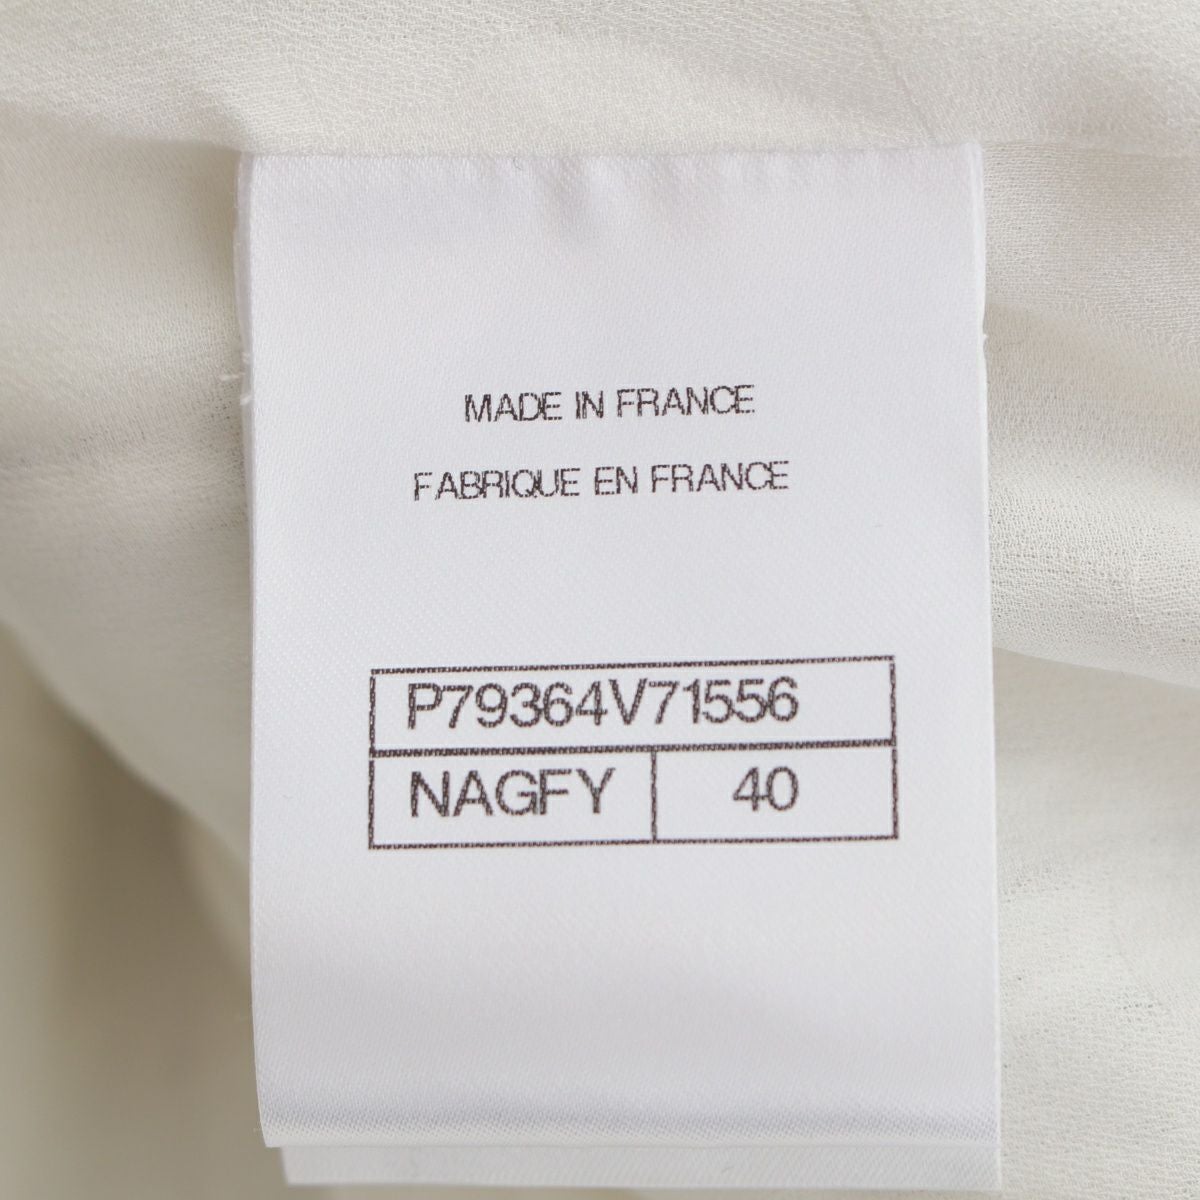 MADE IN FRANCE
FABRIQUE EN FRANCE
P79364V71556
NAGFY 40